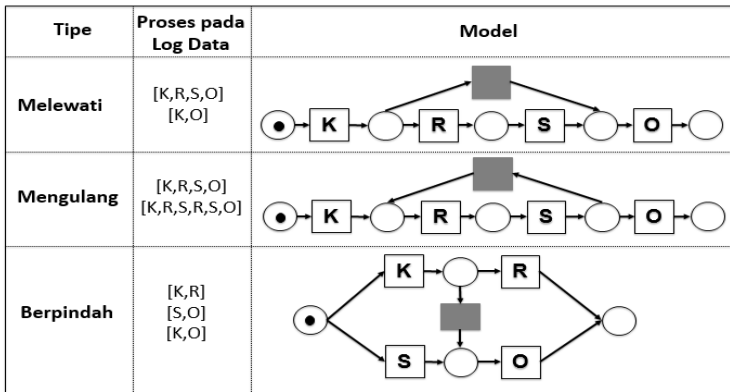 Tipe
Proses pada
Log Data
Model
Melewati
[K,R,S,O]
[K,O]
K R S O
Mengulang
[K,R,S,O]
[K,R,S,R,S,O]
K R S O
Berpindah
[K,R]
[S,O]
[K,O]
K R
S O